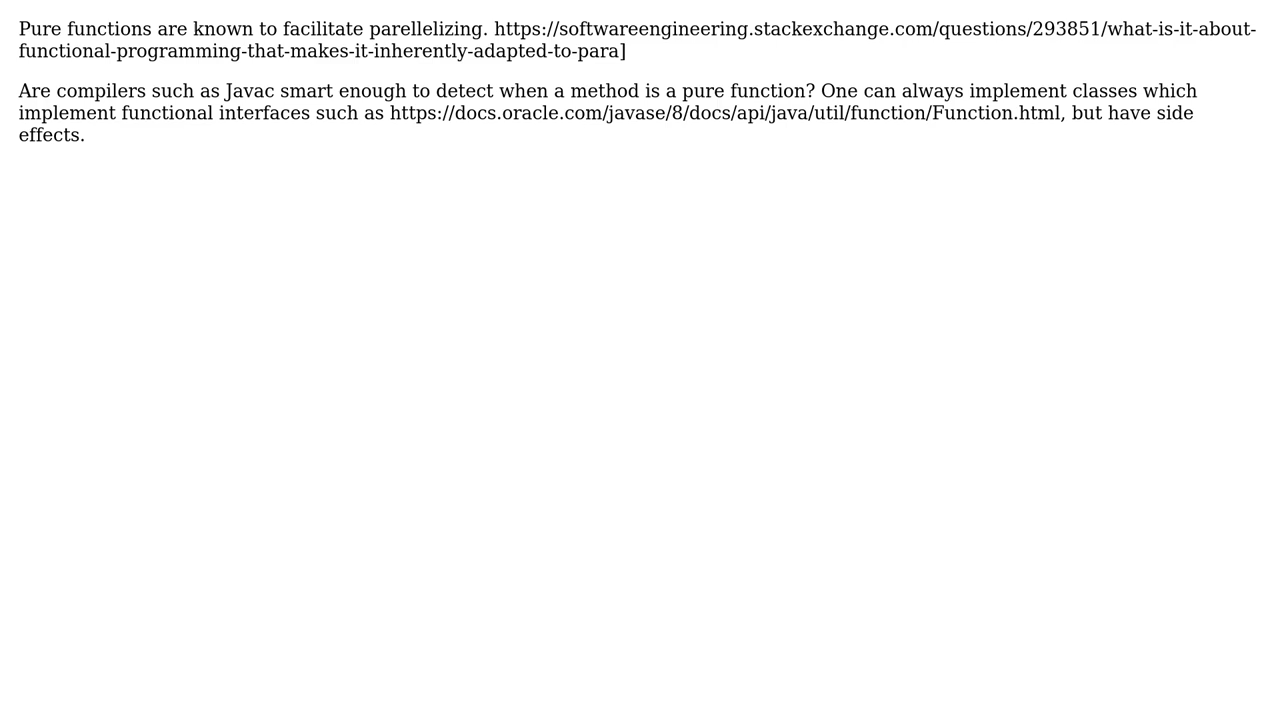 Pure functions are known to facilitate parellelizing. https://softwareengineering.stackexchange.com/questions/293851/what-is-it-about-
functional-programming-that-makes-it-inherently-adapted-to-para]
Are compilers such as Javac smart enough to detect when a method is a pure function? One can always implement classes which
implement functional interfaces such as https://docs.oracle.com/javase/8/docs/api/java/util/function/Function.html, but have side
effects.